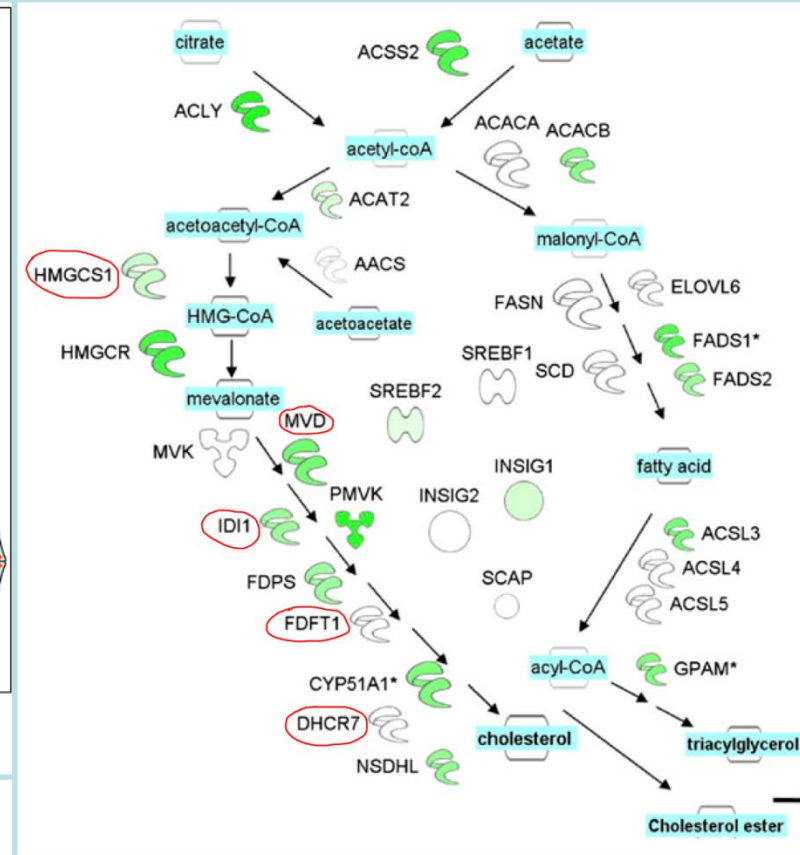 citrate
ACSS2
acetate
ACLY
acetyl-coA
ACACA
ACACB
ACAT2
acetoacetyl-CoA
malonyl-CoA
HMGCS1
AACS
ELOVL6
FASN
HMG-CoA
acetoacetate
HMGCR
FADS1*
SREBF1
SCD
FADS2
mevalonate
SREBF2
MVD
MVK
fatty acid
INSIG1
PMVK
INSIG2
IDI1
ACSL3
ACSL4
FDPS
SCAP
ACSL5
FDFT1
acyl-CoA
GPAM*
CYP51A1*
DHCR7
cholesterol
triacylglycerol
NSDHL
Cholesterol ester